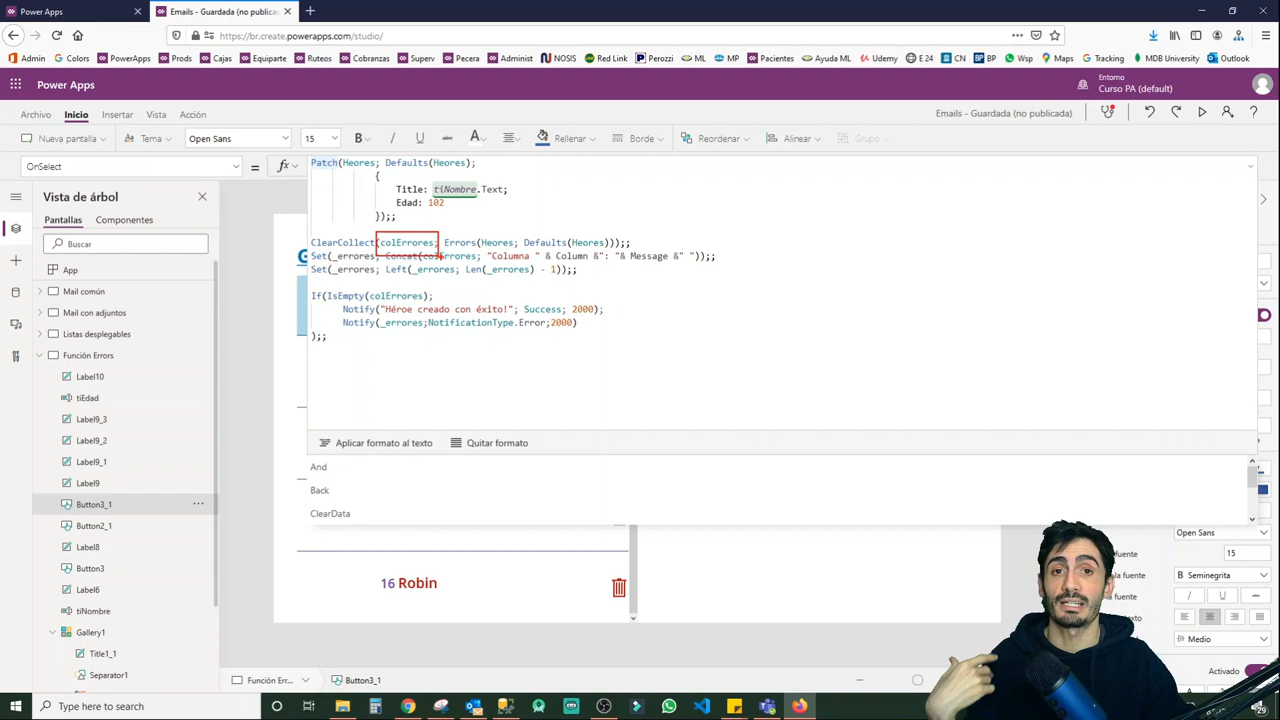 Power Apps
Emails - Guardada (no publicada)
https://br.create.powerapps.com/studio/
Admin
Colors
PowerApps
Prods
Cajas
Equiparte
Ruteos
Cobranzas
Superv
Pecera
Administ
NOSIS
Red Link
Perozzi
ML
MP
Pacientes
Ayuda ML
Udemy
E 24
CN
BP
Wsp
Maps
Tracking
MDB University
Outlook
Power Apps
Entorno
Curso PA (default)
Archivo
Inicio
Insertar
Vista
Acción
Emails - Guardada (no publicada)
Nueva pantalla
Tema
Open Sans
15
Rellenar
Borde
Reordenar
Alinear
Grupo
OnSelect
= fx
Patch(Heores; Defaults(Heores);
{
Title: tiNombre.Text;
Edad: 102
});;
ClearCollect(colErrores; Errors(Heores; Defaults(Heores)));;
Set(_errores; Concat(colErrores; "Columna " & Column &": "& Message &" "));;
Set(_errores; Left(_errores; Len(_errores) - 1));;
If(IsEmpty(colErrores);
Notify("Héroe creado con éxito!"; Success; 2000);
Notify(_errores;NotificationType.Error;2000)
);;
Aplicar formato al texto
Quitar formato
And
Back
ClearData
Vista de árbol
Pantallas
Componentes
Buscar
App
Mail común
Mail con adjuntos
Listas desplegables
Función Errors
Label10
tiEdad
Label9_3
Label9_2
Label9_1
Label9
Button3_1
Button2_1
Label8
Button3
Label6
tiNombre
Gallery1
Title1_1
Separator1
16 Robin
Open Sans
15
Seminegrita
Medio
Activado
Función Err...
Button3_1
Type here to search
29